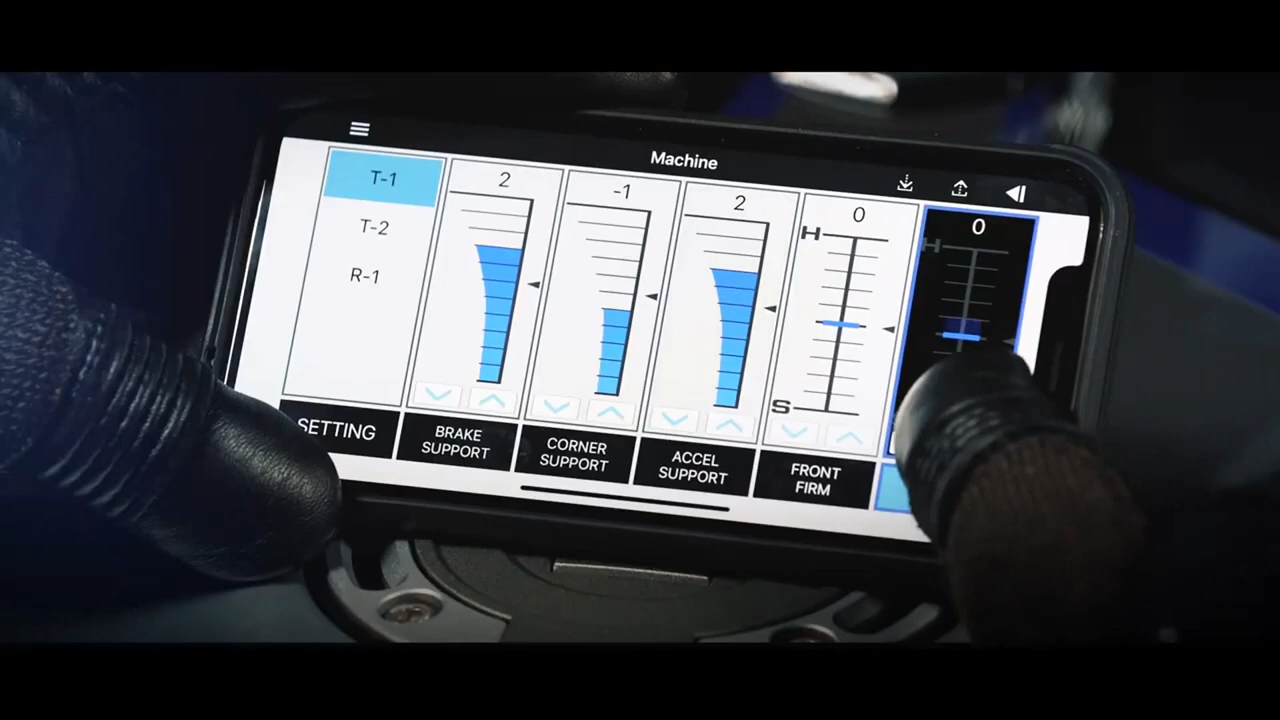 Machine
T-1
T-2
R-1
SETTING
2
BRAKE
SUPPORT
-1
CORNER
SUPPORT
2
ACCEL
SUPPORT
0
H
S
FRONT
FIRM
0
H